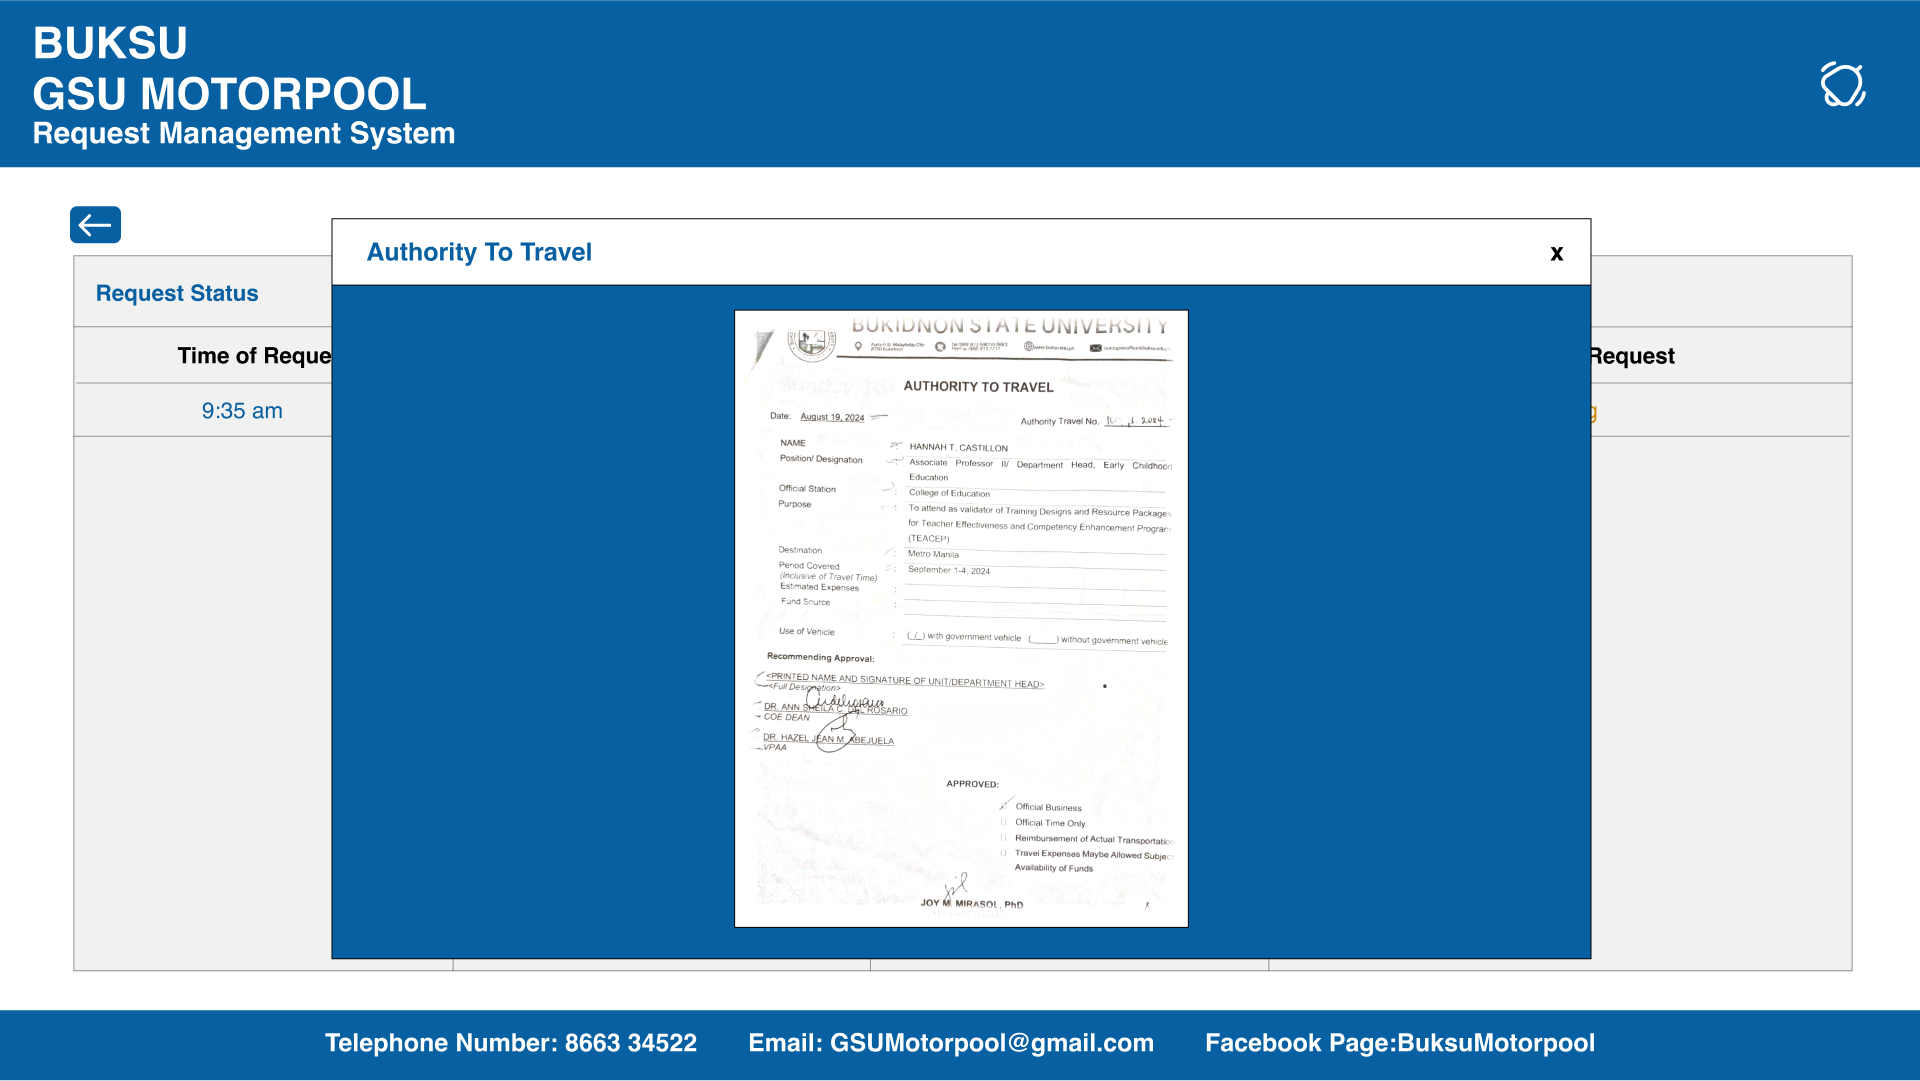 BUKSU
GSU MOTORPOOL
Request Management System
Authority To Travel
x
Request Status
Time of Reque
Request
9:35 am
g
BUKIDNON STATE UNIVERSITY
www.buksu.edu.ph
AUTHORITY TO TRAVEL
Date: August 19, 2024
Authority Travel No. 2024
NAME : HANNAH T. CASTILLON
Position/ Designation : Associate Professor II/ Department Head, Early Childhood
Education
Official Station : College of Education
Purpose : To attend as validator of Training Designs and Resource Packages
for Teacher Effectiveness and Competency Enhancement Program
(TEACEP)
Destination : Metro Manila
Period Covered : September 1-4, 2024
(Inclusive of Travel Time)
Estimated Expenses :
Fund Source :
Use of Vehicle : (_/_) with government vehicle (_____) without government vehicle
Recommending Approval:
<PRINTED NAME AND SIGNATURE OF UNIT/DEPARTMENT HEAD>
<Full Designation>
DR. ANN SHEILA C. DEL ROSARIO
COE DEAN
DR. HAZEL JEAN M. ABEJUELA
VPAA
APPROVED:
Official Business
Official Time Only
Reimbursement of Actual Transportation
Travel Expenses Maybe Allowed Subjec
Availability of Funds
JOY M. MIRASOL, PhD
Telephone Number: 8663 34522
Email: GSUMotorpool@gmail.com
Facebook Page:BuksuMotorpool